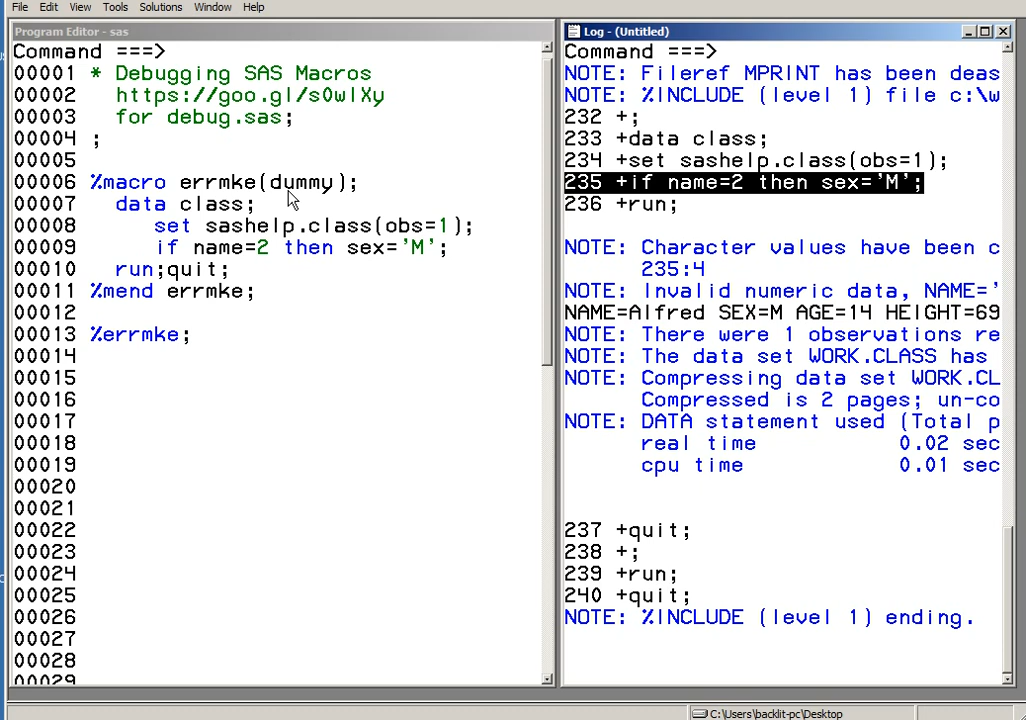 File Edit View Tools Solutions Window Help
Program Editor - sas
Command ===>
00001 * Debugging SAS Macros
00002 https://goo.gl/s0wlXy
00003 for debug.sas;
00004 ;
00005
00006 %macro errmke(dummy);
00007 data class;
00008 set sashelp.class(obs=1);
00009 if name=2 then sex='M';
00010 run;quit;
00011 %mend errmke;
00012
00013 %errmke;
00014
00015
00016
00017
00018
00019
00020
00021
00022
00023
00024
00025
00026
00027
00028
00029
Log - (Untitled)
Command ===>
NOTE: Fileref MPRINT has been deas
NOTE: %INCLUDE (level 1) file c:\w
232 +;
233 +data class;
234 +set sashelp.class(obs=1);
235 +if name=2 then sex='M';
236 +run;
NOTE: Character values have been c
235:4
NOTE: Invalid numeric data, NAME='
NAME=Alfred SEX=M AGE=14 HEIGHT=69
NOTE: There were 1 observations re
NOTE: The data set WORK.CLASS has
NOTE: Compressing data set WORK.CL
Compressed is 2 pages; un-co
NOTE: DATA statement used (Total p
real time 0.02 sec
cpu time 0.01 sec
237 +quit;
238 +;
239 +run;
240 +quit;
NOTE: %INCLUDE (level 1) ending.
C:\Users\backlit-pc\Desktop